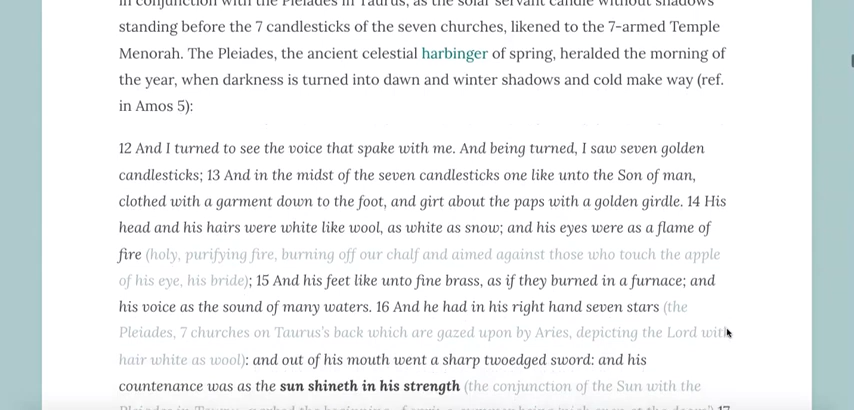 in conjunction with the Pleiades in Taurus, as the solar servant candle without shadows
standing before the 7 candlesticks of the seven churches, likened to the 7-armed Temple
Menorah. The Pleiades, the ancient celestial harbinger of spring, heralded the morning of
the year, when darkness is turned into dawn and winter shadows and cold make way (ref.
in Amos 5):
12 And I turned to see the voice that spake with me. And being turned, I saw seven golden
candlesticks; 13 And in the midst of the seven candlesticks one like unto the Son of man,
clothed with a garment down to the foot, and girt about the paps with a golden girdle. 14 His
head and his hairs were white like wool, as white as snow; and his eyes were as a flame of
fire (holy, purifying fire, burning off our chalf and aimed against those who touch the apple
of his eye, his bride); 15 And his feet like unto fine brass, as if they burned in a furnace; and
his voice as the sound of many waters. 16 And he had in his right hand seven stars (the
Pleiades, 7 churches on Taurus's back which are gazed upon by Aries, depicting the Lord with
hair white as wool): and out of his mouth went a sharp twoedged sword: and his
countenance was as the sun shineth in his strength (the conjunction of the Sun with the